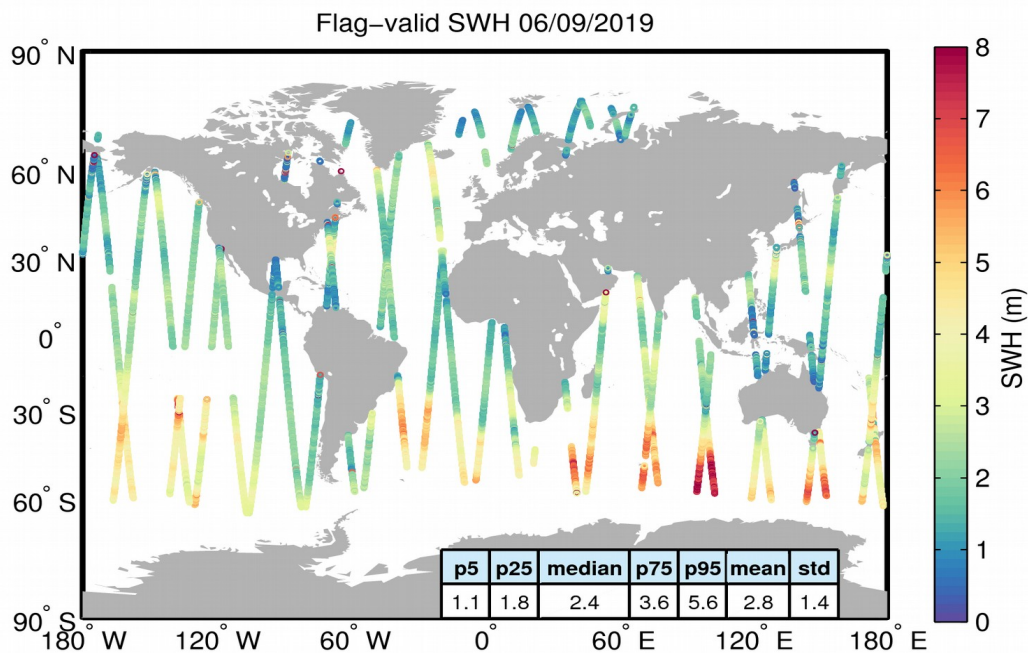 Flag−valid SWH 06/09/2019
90° N
60° N
30° N
0°
30° S
60° S
90° S
180° W
120° W
60° W
0°
60° E
120° E
180° E
p5 p25 median p75 p95 mean std
1.1 1.8 2.4 3.6 5.6 2.8 1.4
8
7
6
5
4
3
2
1
0
SWH (m)